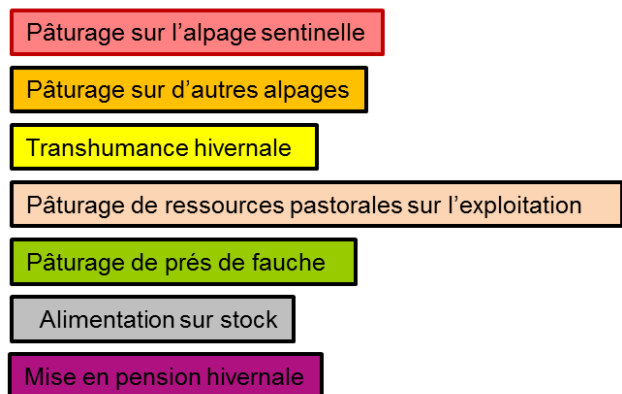 Pâturage sur l’alpage sentinelle
Pâturage sur d’autres alpages
Transhumance hivernale
Pâturage de ressources pastorales sur l’exploitation
Pâturage de prés de fauche
Alimentation sur stock
Mise en pension hivernale